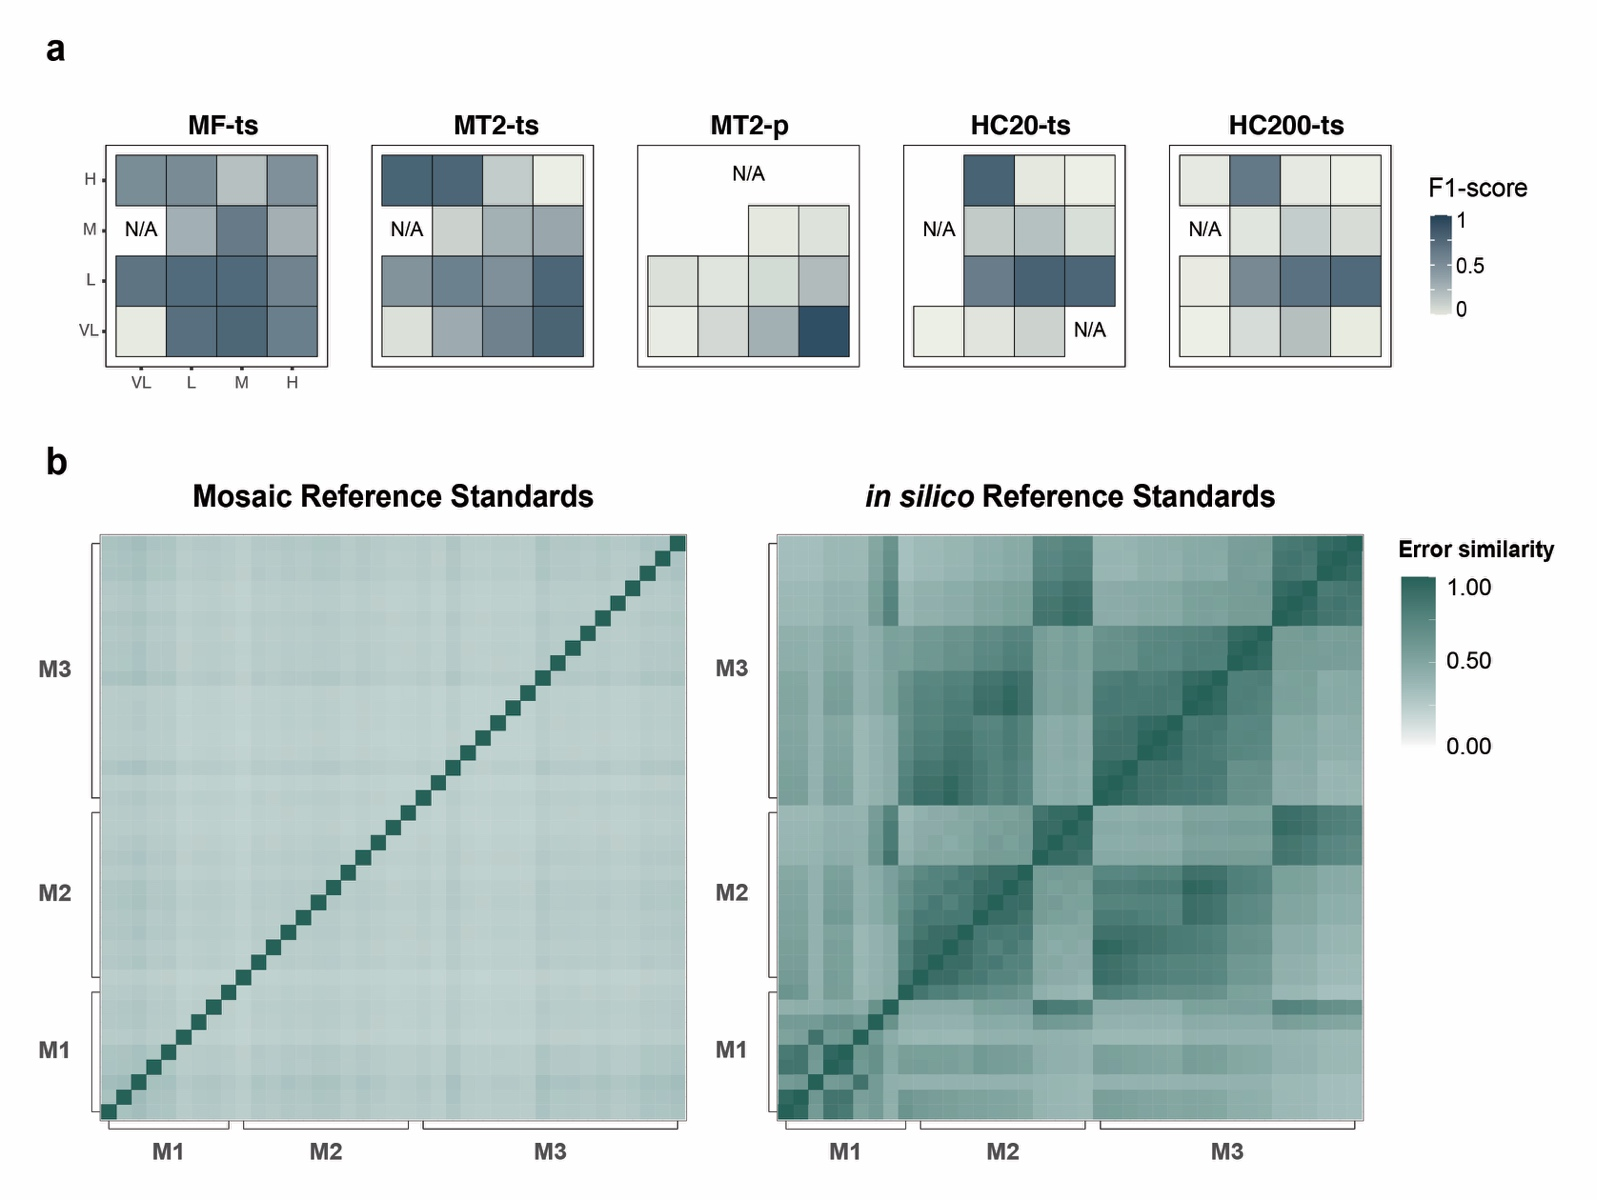 a
MF-ts
MT2-ts
MT2-p
HC20-ts
HC200-ts
H
M
L
VL
N/A
N/A
N/A
N/A
N/A
N/A
VL
L
M
H
F1-score
1
0.5
0
b
Mosaic Reference Standards
in silico Reference Standards
M3
M2
M1
M1
M2
M3
M3
M2
M1
M1
M2
M3
Error similarity
1.00
0.50
0.00